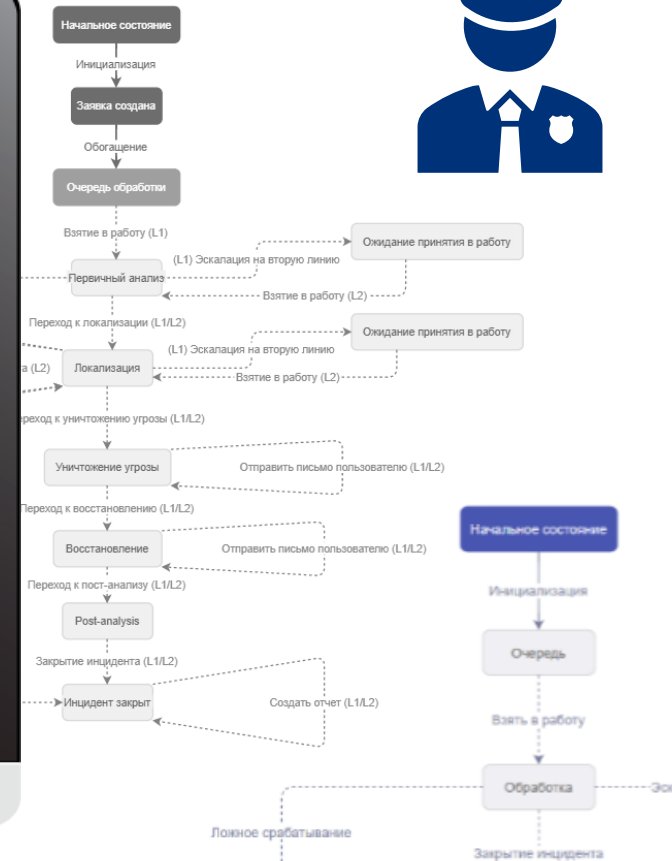 Начальное состояние
Инициализация
Заявка создана
Обогащение
Очередь обработки
Взятие в работу (L1)
Ожидание принятия в работу
(L1) Эскалация на вторую линию
Первичный анализ
Взятие в работу (L2)
Переход к локализации (L1/L2)
Ожидание принятия в работу
(L1) Эскалация на вторую линию
(L2)
Локализация
Взятие в работу (L2)
уничтожению угрозы (L1/L2)
Уничтожение угрозы
Отправить письмо пользователю (L1/L2)
Переход к восстановлению (L1/L2)
Начальное состояние
Восстановление
Отправить письмо пользователю (L1/L2)
Переход к пост-анализу (L1/L2)
Инициализация
Post-analysis
Очередь
Закрытие инцидента (L1/L2)
Инцидент закрыт
Создать отчет (L1/L2)
Взять в работу
Обработка
Ложное срабатывание
Закрытие инцидента